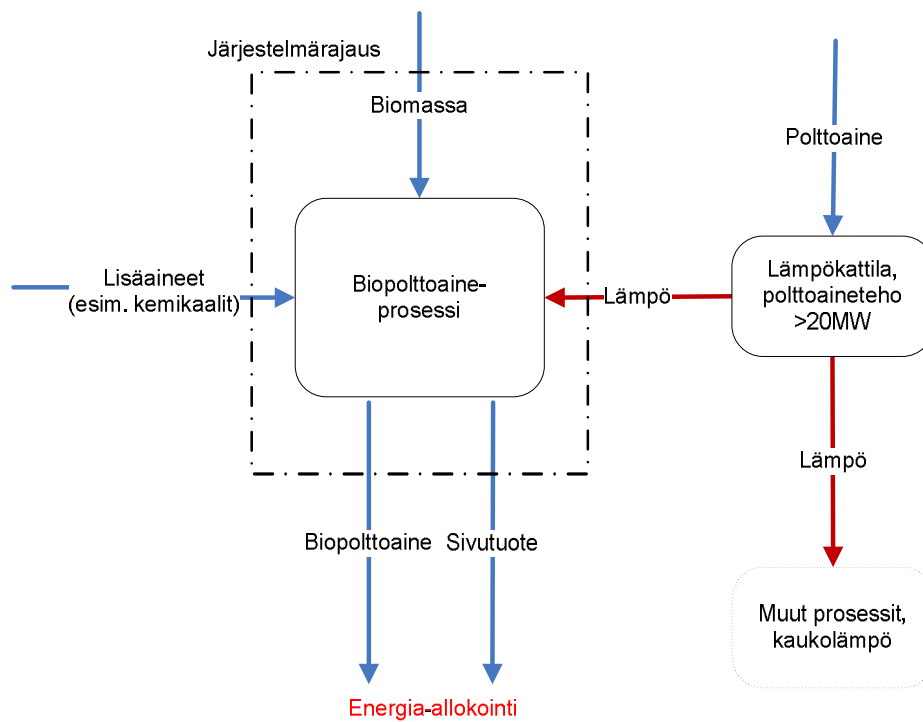 Järjestelmärajaus
Biomassa
Polttoaine
Lisäaineet
(esim. kemikaalit)
Biopolttoaine-
prosessi
Lämpö
Lämpökattila,
polttoaineteho
>20MW
Lämpö
Biopolttoaine
Sivutuote
Muut prosessit,
kaukolämpö
Energia-allokointi